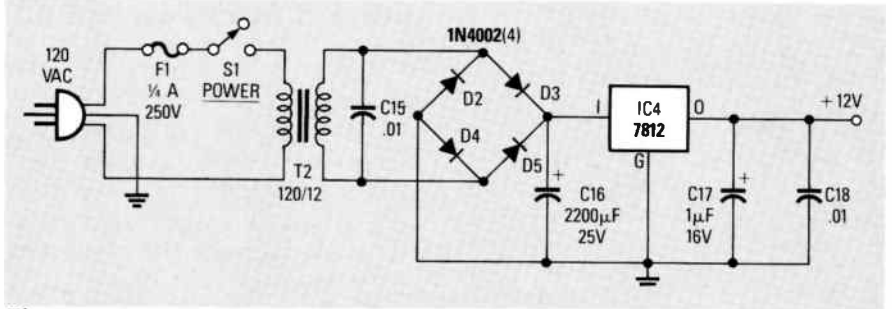 120
VAC
F1
¼ A
250V
S1
POWER
T2
120/12
C15
.01
1N4002(4)
D2
D3
D4
D5
C16
2200µF
25V
+
I
IC4
7812
O
G
C17
1µF
16V
+
C18
.01
+ 12V